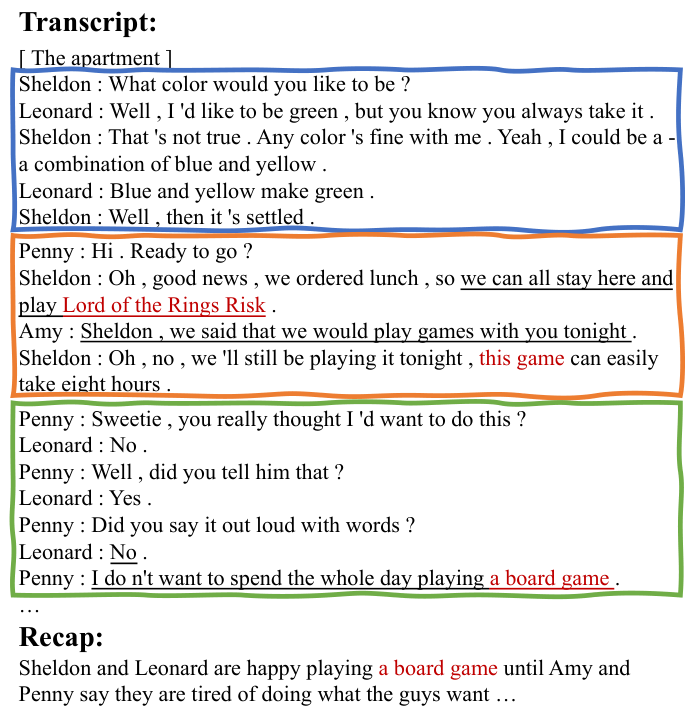 Transcript:
[ The apartment ]
Sheldon : What color would you like to be ?
Leonard : Well , I 'd like to be green , but you know you always take it .
Sheldon : That 's not true . Any color 's fine with me . Yeah , I could be a -
a combination of blue and yellow .
Leonard : Blue and yellow make green .
Sheldon : Well , then it 's settled .
Penny : Hi . Ready to go ?
Sheldon : Oh , good news , we ordered lunch , so we can all stay here and
play Lord of the Rings Risk .
Amy : Sheldon , we said that we would play games with you tonight .
Sheldon : Oh , no , we 'll still be playing it tonight , this game can easily
take eight hours .
Penny : Sweetie , you really thought I 'd want to do this ?
Leonard : No .
Penny : Well , did you tell him that ?
Leonard : Yes .
Penny : Did you say it out loud with words ?
Leonard : No .
Penny : I do n't want to spend the whole day playing a board game .
…
Recap:
Sheldon and Leonard are happy playing a board game until Amy and
Penny say they are tired of doing what the guys want …